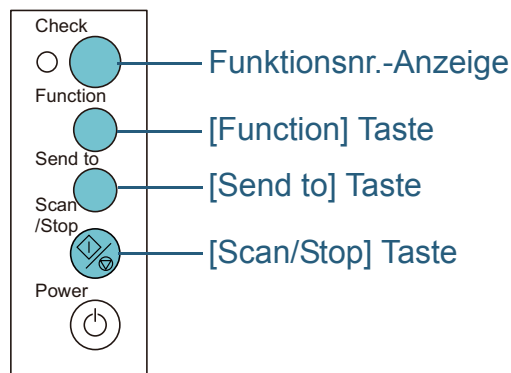 Check
Funktionsnr.-Anzeige
Function
[Function] Taste
Send to
[Send to] Taste
Scan
/Stop
[Scan/Stop] Taste
Power